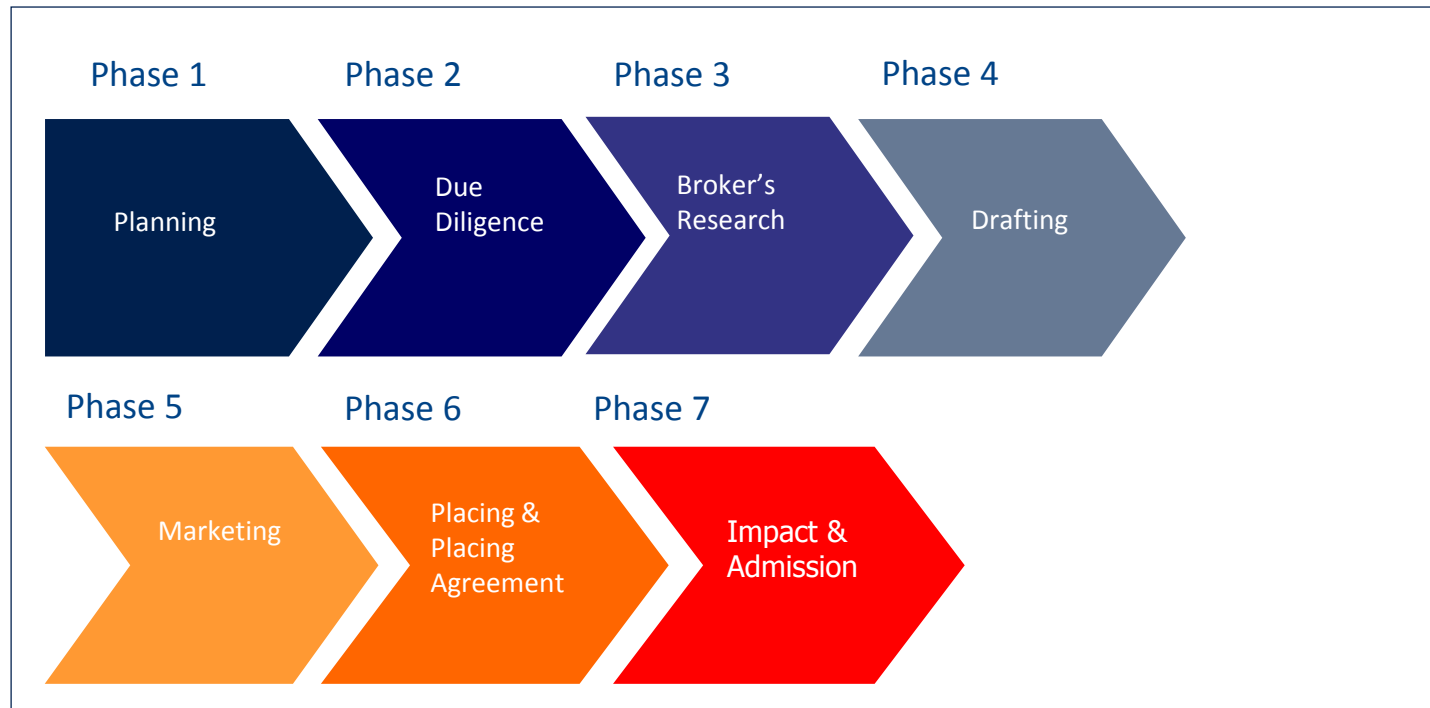 Phase 1
Phase 2
Phase 3
Phase 4
Planning
Due
Diligence
Broker’s
Research
Drafting
Phase 5
Phase 6
Phase 7
Marketing
Placing &
Placing
Agreement
Impact &
Admission